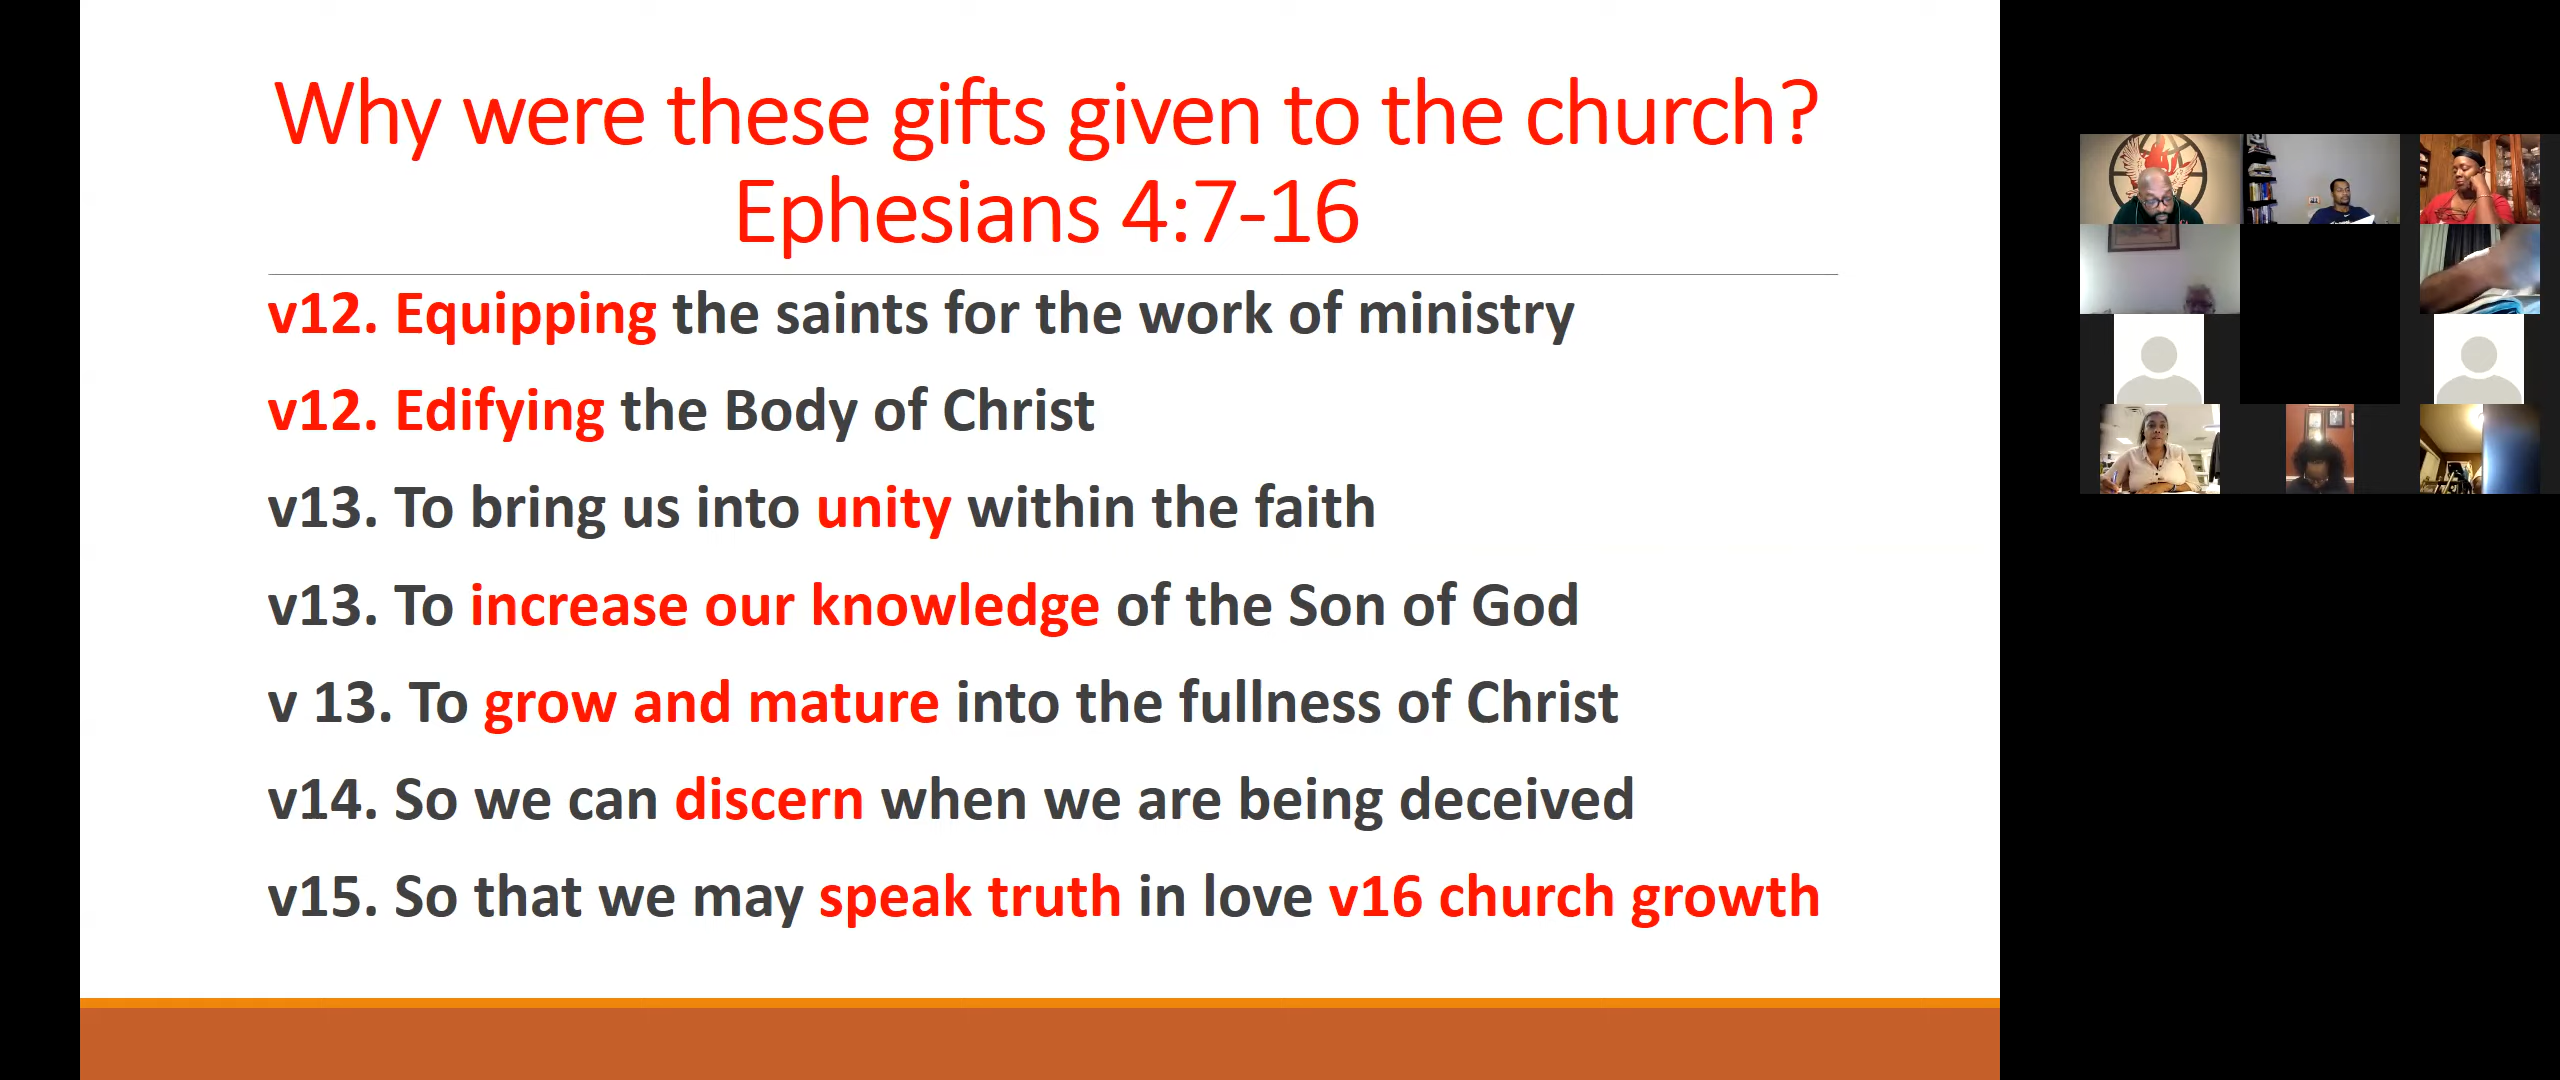 Why were these gifts given to the church?
Ephesians 4:7-16
v12. Equipping the saints for the work of ministry
v12. Edifying the Body of Christ
v13. To bring us into unity within the faith
v13. To increase our knowledge of the Son of God
v 13. To grow and mature into the fullness of Christ
v14. So we can discern when we are being deceived
v15. So that we may speak truth in love v16 church growth